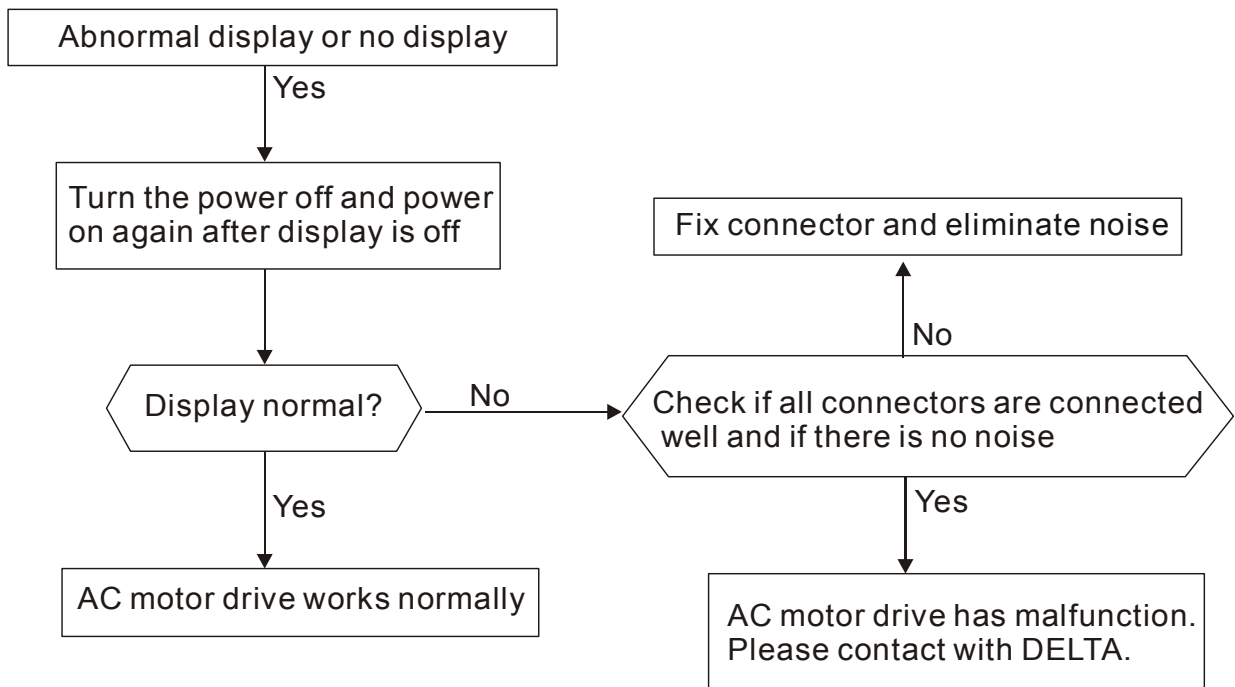 Abnormal display or no display
Yes
Turn the power off and power
on again after display is off
Fix connector and eliminate noise
No
Display normal?
No
Check if all connectors are connected
well and if there is no noise
Yes
Yes
AC motor drive works normally
AC motor drive has malfunction.
Please contact with DELTA.